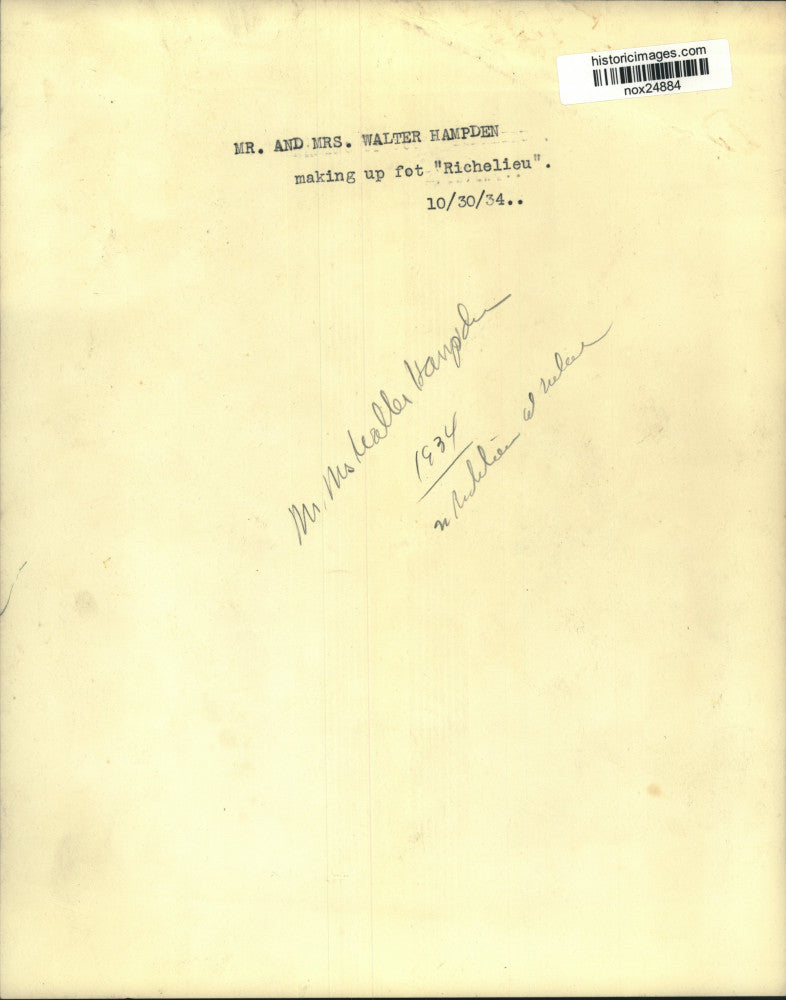 historicimages.com
nox24884
MR. AND MRS. WALTER HAMPDEN
making up fot "Richelieu".
10/30/34..
Mr. Mrs Walter Hampden
1934
Richelieu